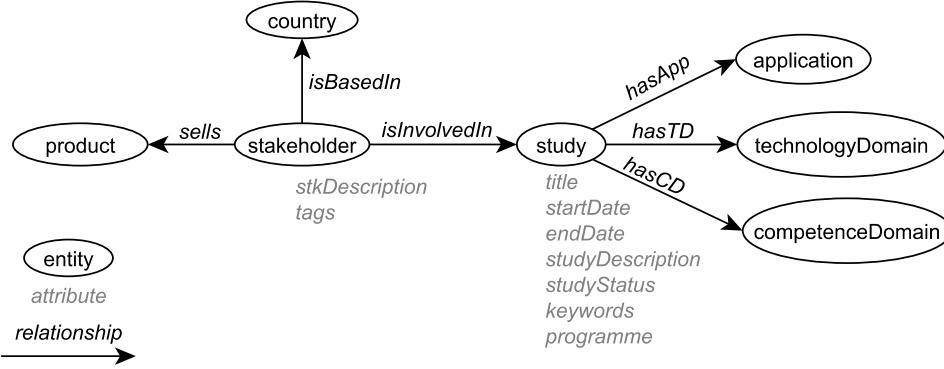 country
isBasedIn
hasApp
application
product
sells
stakeholder
isInvolvedIn
study
hasTD
technologyDomain
hasCD
competenceDomain
stkDescription
tags
title
startDate
endDate
studyDescription
studyStatus
keywords
programme
entity
attribute
relationship